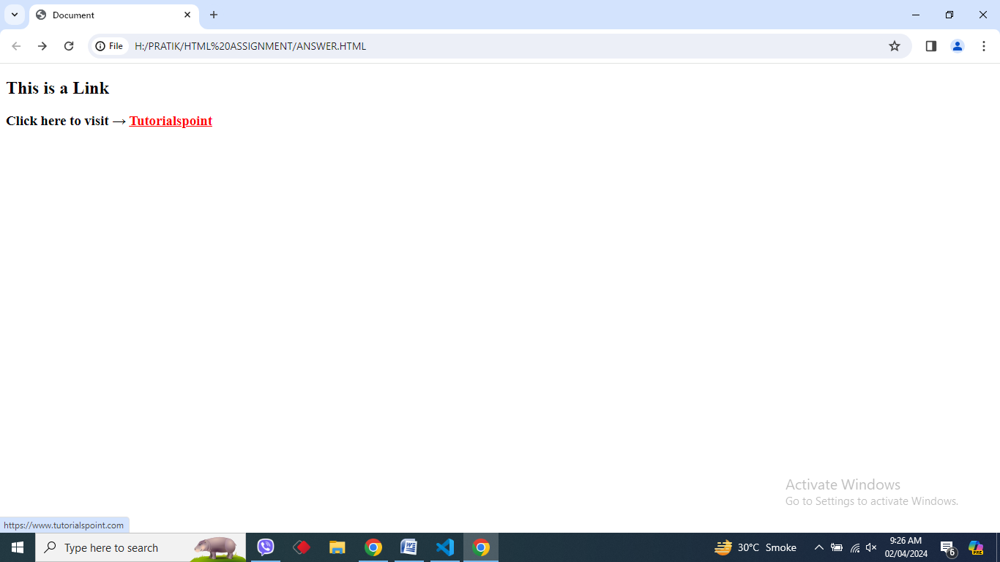 Document
File
H:/PRATIK/HTML%20ASSIGNMENT/ANSWER.HTML
This is a Link
Click here to visit → Tutorialspoint
Activate Windows
Go to Settings to activate Windows.
https://www.tutorialspoint.com
Type here to search
W
30°C Smoke
9:26 AM
02/04/2024
6
PRE